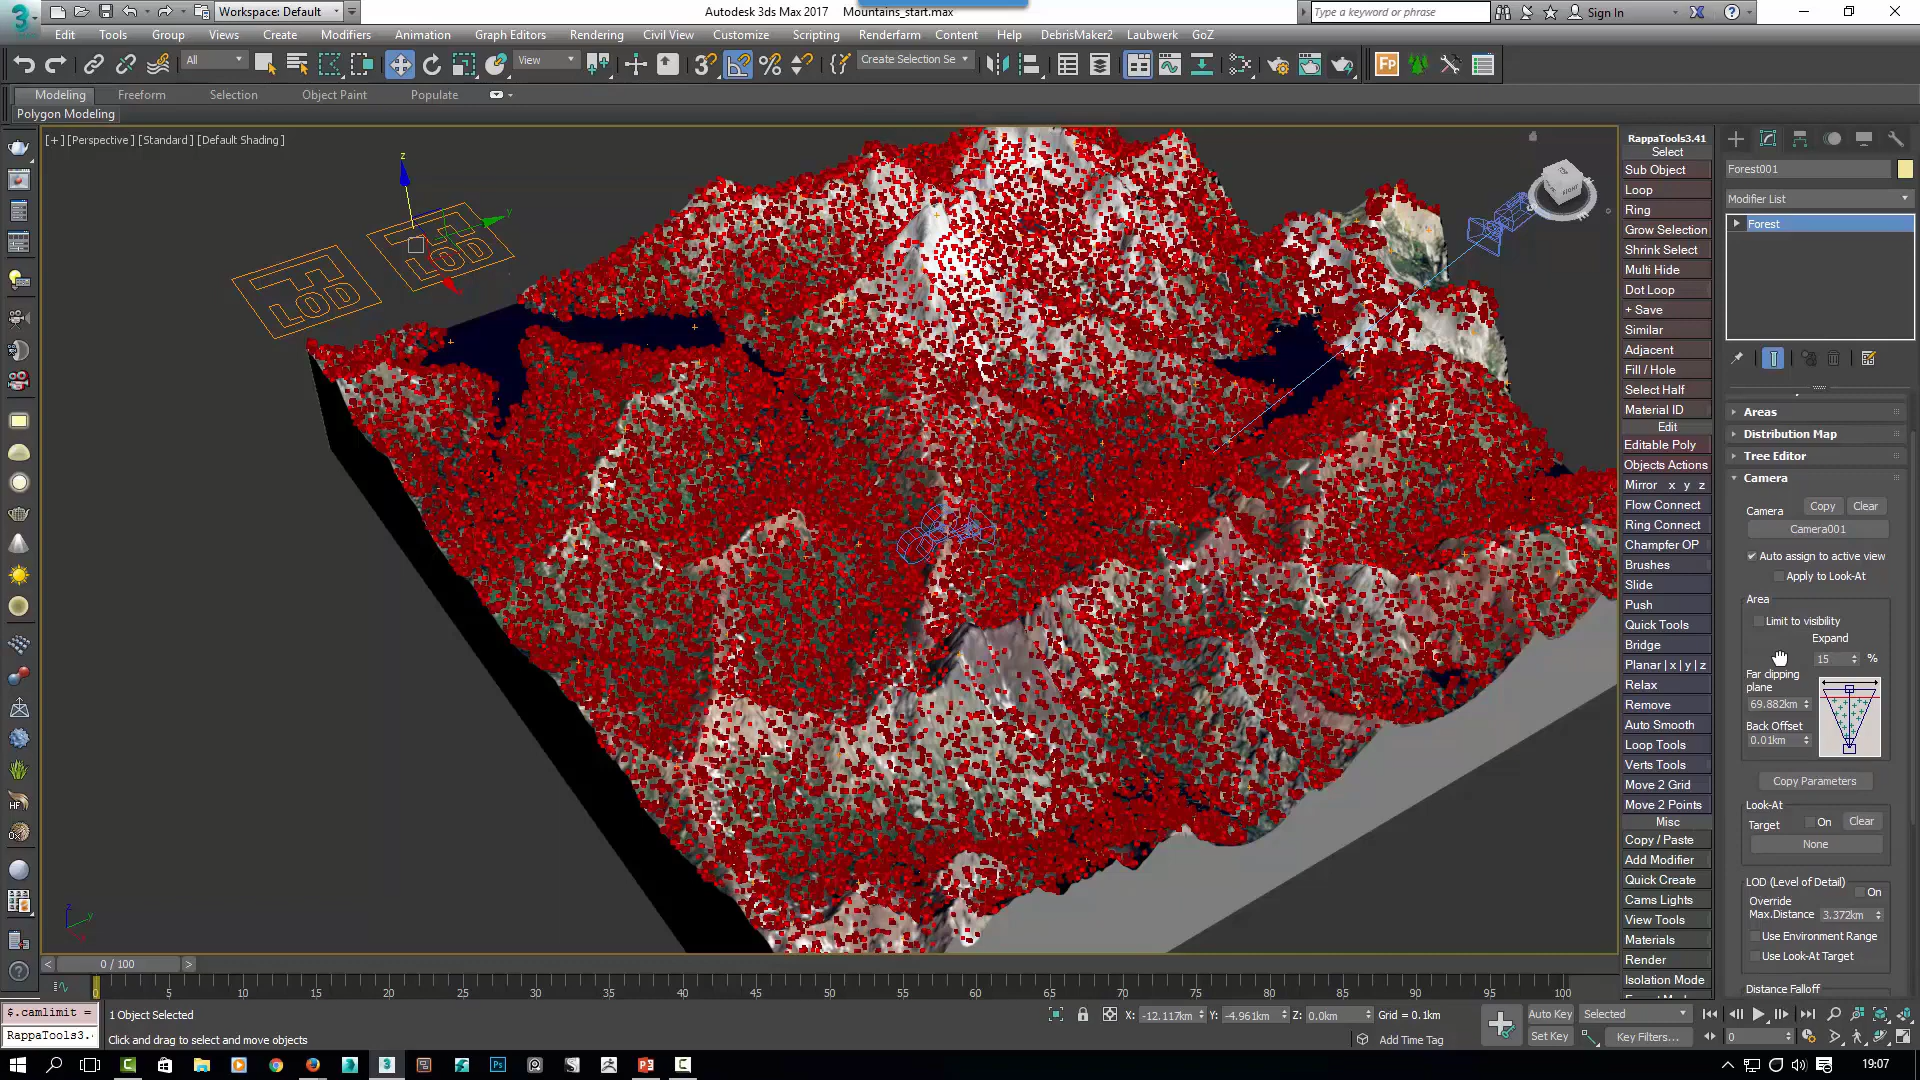 Workspace: Default
Autodesk 3ds Max 2017 Mountains_start.max
Type a keyword or phrase
Sign In
Edit Tools Group Views Create Modifiers Animation Graph Editors Rendering Civil View Customize Scripting Renderfarm Content Help DebrisMaker2 Laubwerk GoZ
All View Create Selection Se
Modeling Freeform Selection Object Paint Populate
Polygon Modeling
[+] [Perspective] [Standard] [Default Shading]
z
y
LOD
LOD
RIGHT
RappaTools3.41
Select
Sub Object
Loop
Ring
Grow Selection
Shrink Select
Multi Hide
Dot Loop
+ Save
Similar
Adjacent
Fill / Hole
Select Half
Material ID
Edit
Editable Poly
Objects Actions
Mirror x y z
Flow Connect
Ring Connect
Champfer OP
Brushes
Slide
Push
Quick Tools
Bridge
Planar | x | y | z
Relax
Remove
Auto Smooth
Loop Tools
Verts Tools
Move 2 Grid
Move 2 Points
Misc
Copy / Paste
Add Modifier
Quick Create
Cams Lights
View Tools
Materials
Render
Isolation Mode
Forest001
Modifier List
Forest
Areas
Distribution Map
Tree Editor
Camera
Camera Copy Clear
Camera001
Auto assign to active view
Apply to Look-At
Area
Limit to visibility
Expand
15 %
Far clipping
plane
69.882km
Back Offset
0.01km
Copy Parameters
Look-At
Target On Clear
None
LOD (Level of Detail) On
Override
Max.Distance 3.372km
Use Environment Range
Use Look-At Target
Distance Falloff
z
y
< 0 / 100 >
0 5 10 15 20 25 30 35 40 45 50 55 60 65 70 75 80 85 90 95 100
$.camlimit =
RappaTools3.
1 Object Selected
Click and drag to select and move objects
X: -12.117km Y: -4.961km Z: 0.0km Grid = 0.1km
Add Time Tag
Auto Key Selected
Set Key Key Filters...
0
19:07